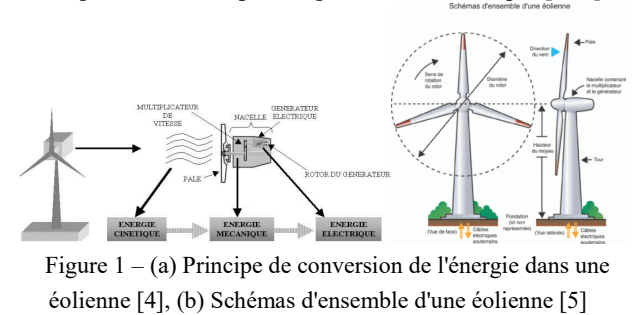 Schémas d'ensemble d'une éolienne
MULTIPLICATEUR
DE
VITESSE
NACELLE
GENERATEUR
ELECTRIQUE
PALE
ROTOR DU GENERATEUR
ENERGIE
CINETIQUE
ENERGIE
MECANIQUE
ENERGIE
ELECTRIQUE
Sens de
rotation
du rotor
Diamètre
du rotor
Direction
du vent
Pale
Nacelle contenant
le multiplicateur
et le générateur
Hauteur
du moyeu
Tour
Fondation
(ici non
représentée)
(Vue de face)
Câbles
électriques
souterrains
(Vue latérale)
Câbles
électriques
souterrains
Figure 1 – (a) Principe de conversion de l'énergie dans une
éolienne [4], (b) Schémas d'ensemble d'une éolienne [5]